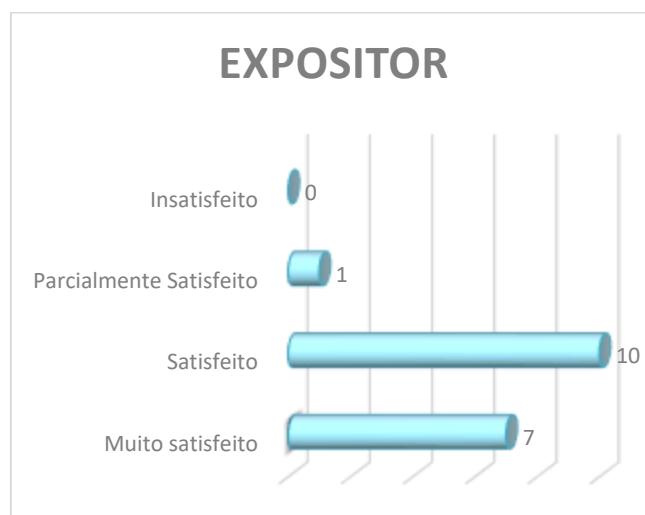 EXPOSITOR
Insatisfeito 0
Parcialmente Satisfeito 1
Satisfeito 10
Muito satisfeito 7